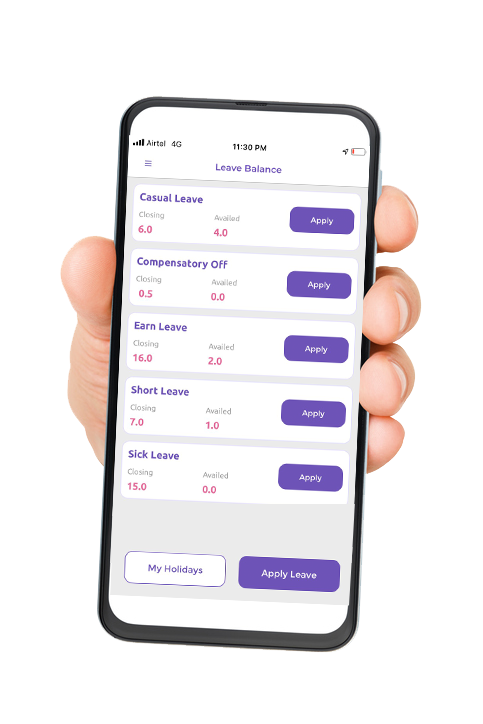 Airtel 4G 11:30 PM
Leave Balance
Casual Leave
Closing Availed
6.0 4.0 Apply
Compensatory Off
Closing Availed
0.5 0.0 Apply
Earn Leave
Closing Availed
16.0 2.0 Apply
Short Leave
Closing Availed
7.0 1.0 Apply
Sick Leave
Closing Availed
15.0 0.0 Apply
My Holidays Apply Leave